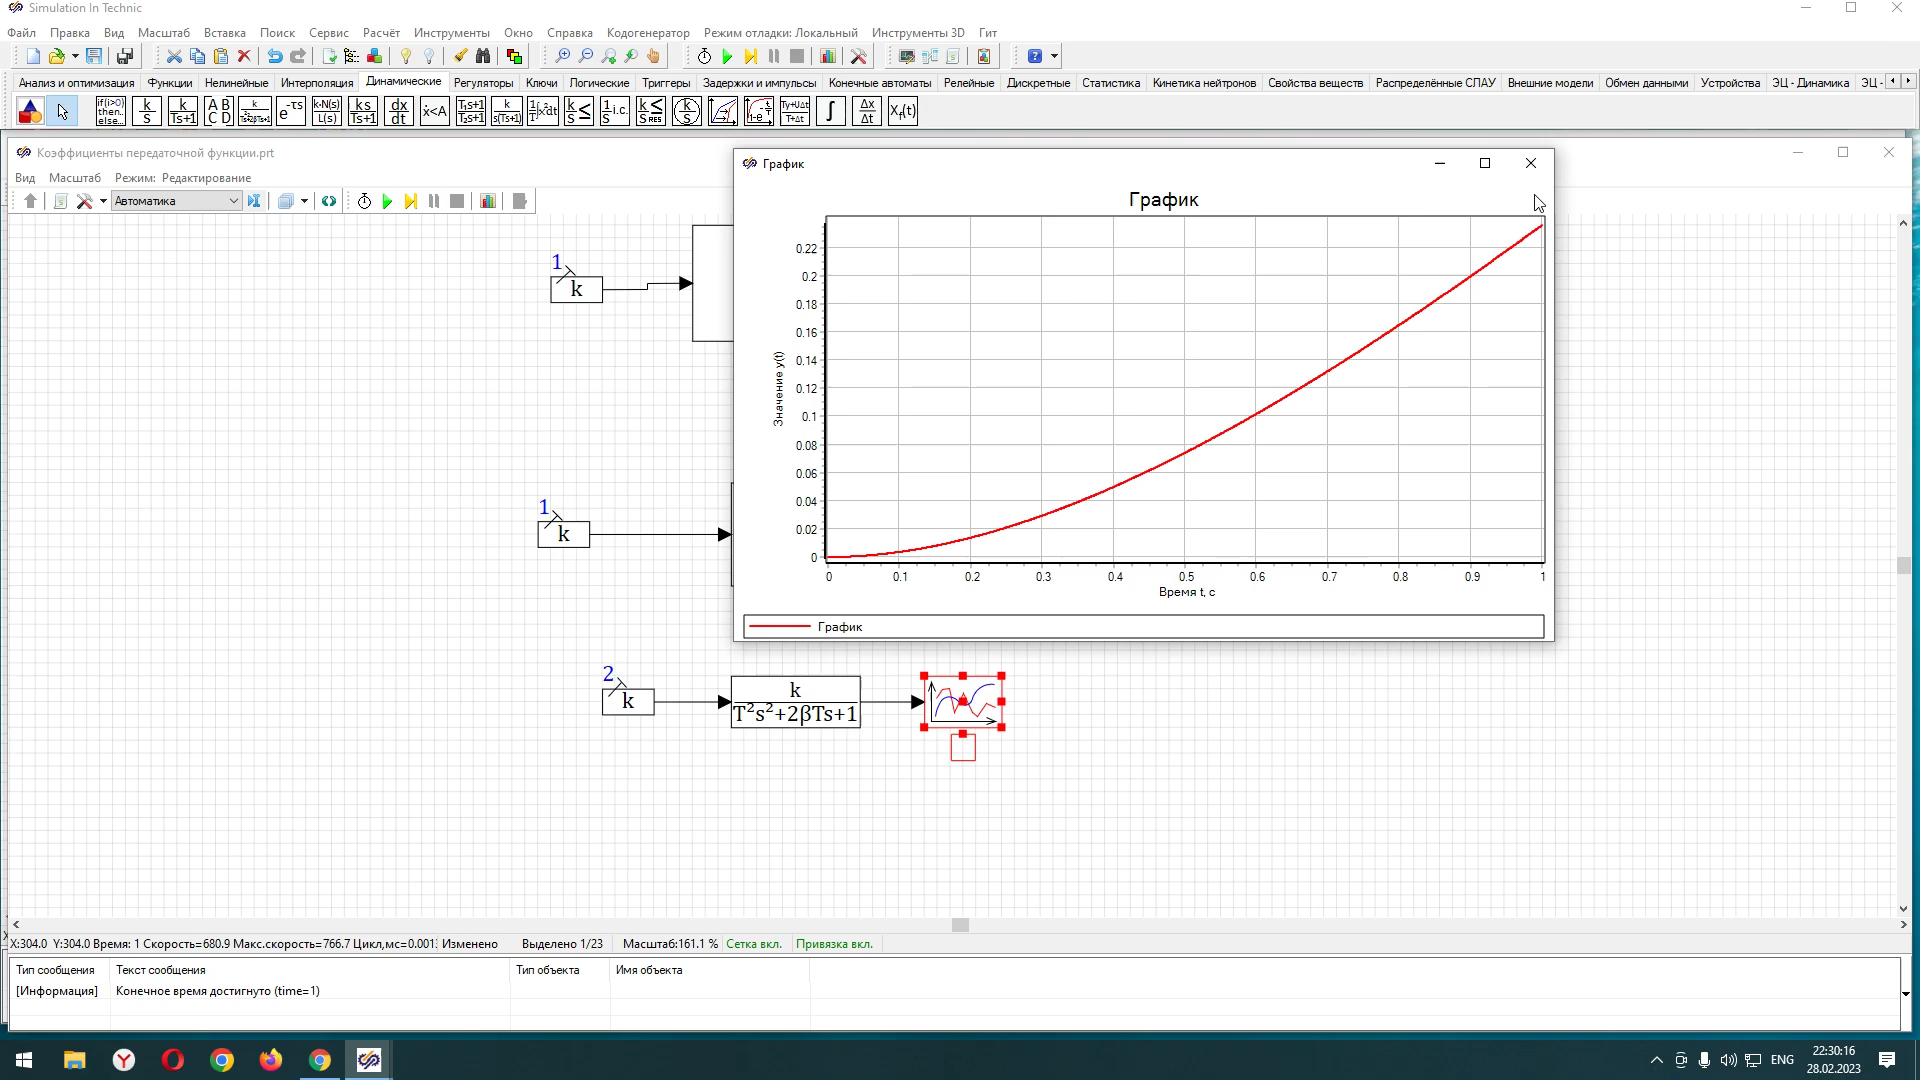 Simulation In Technic
Файл Правка Вид Масштаб Вставка Поиск Сервис Расчёт Инструменты Окно Справка Кодогенератор Режим отладки: Локальный Инструменты 3D Гит
Анализ и оптимизация Функции Нелинейные Интерполяция Динамические Регуляторы Ключи Логические Триггеры Задержки и импульсы Конечные автоматы Релейные Дискретные Статистика Кинетика нейтронов Свойства веществ Распределённые СПАУ Внешние модели Обмен данными Устройства ЭЦ - Динамика ЭЦ -
Коэффициенты передаточной функции.prt
Вид Масштаб Режим: Редактирование
Автоматика
1
k
1
k
График
График
Значение y(t)
0.22
0.2
0.18
0.16
0.14
0.12
0.1
0.08
0.06
0.04
0.02
0
0 0.1 0.2 0.3 0.4 0.5 0.6 0.7 0.8 0.9 1
Время t, с
График
2
k
k
T²s²+2βTs+1
X:304.0 Y:304.0 Время: 1 Скорость=680.9 Макс.скорость=766.7 Цикл,мс=0.001 Изменено Выделено 1/23 Масштаб:161.1 % Сетка вкл. Привязка вкл.
Тип сообщения Текст сообщения Тип объекта Имя объекта
[Информация] Конечное время достигнуто (time=1)
ENG
22:30:16
28.02.2023